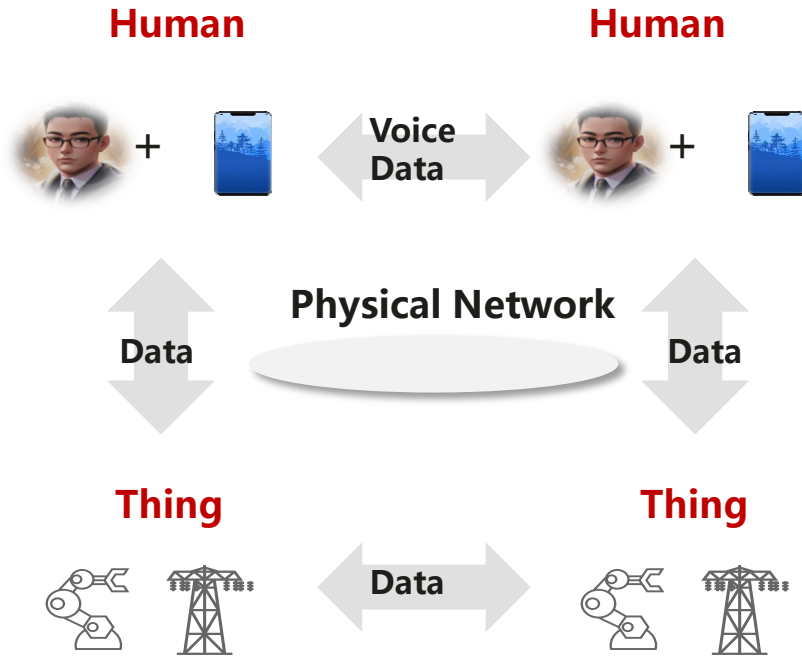 Human
Human
+
Voice
Data
+
Physical Network
Data
Data
Thing
Thing
Data